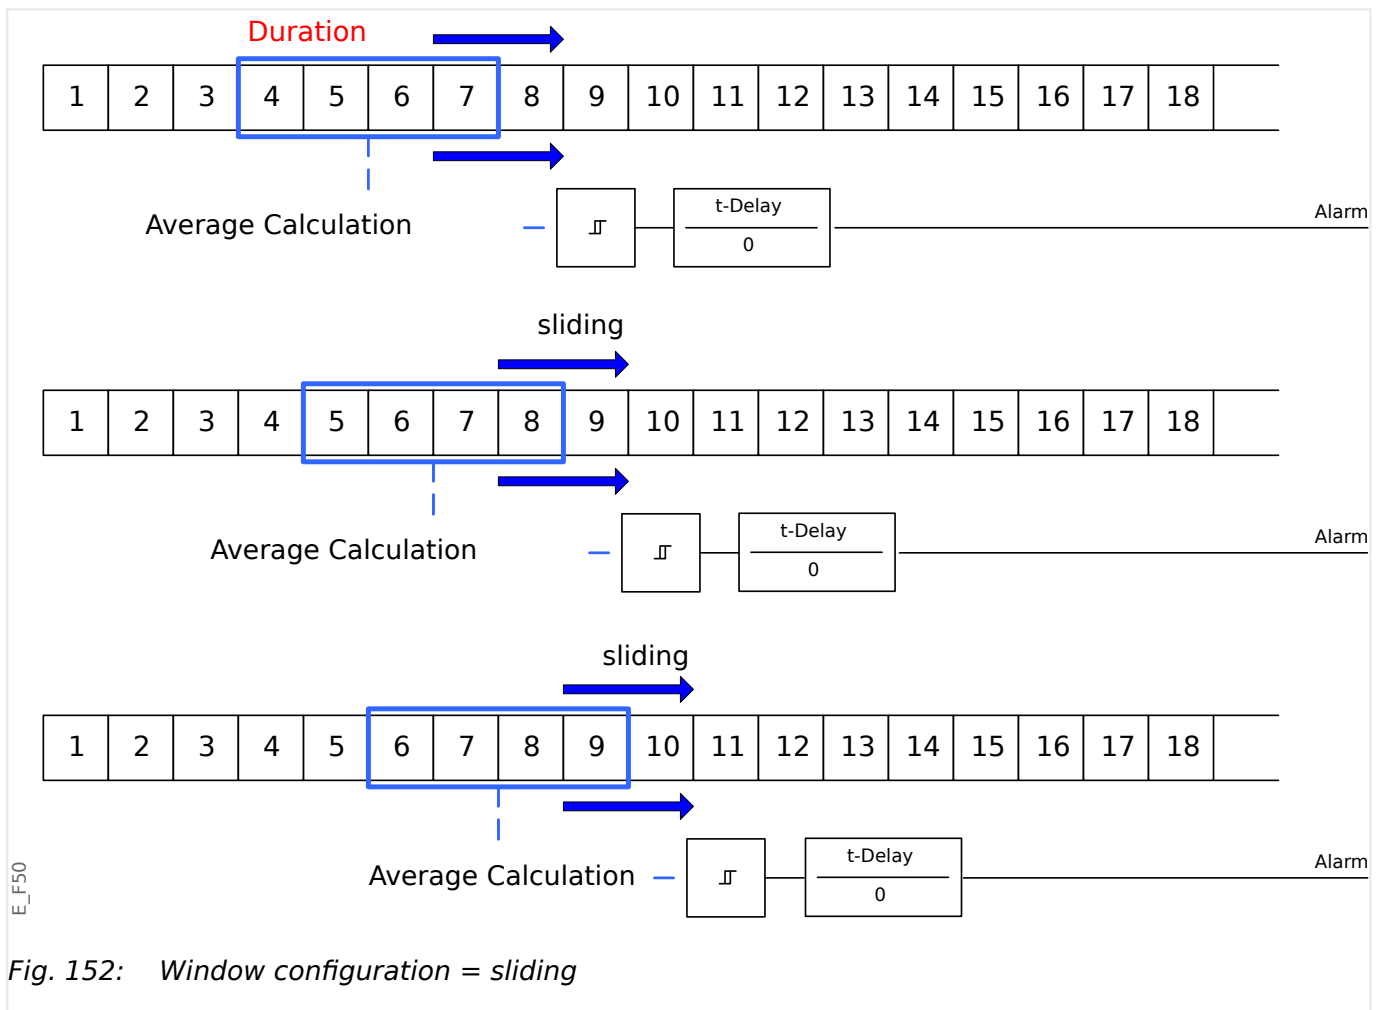 Duration
1 2 3 4 5 6 7 8 9 10 11 12 13 14 15 16 17 18
t-Delay
Alarm
Average Calculation
0
sliding
1 2 3 4 5 6 7 8 9 10 11 12 13 14 15 16 17 18
t-Delay
Alarm
Average Calculation
0
sliding
1 2 3 4 5 6 7 8 9 10 11 12 13 14 15 16 17 18
t-Delay
Alarm
Average Calculation
0
E_F50
Fig. 152: Window configuration = sliding